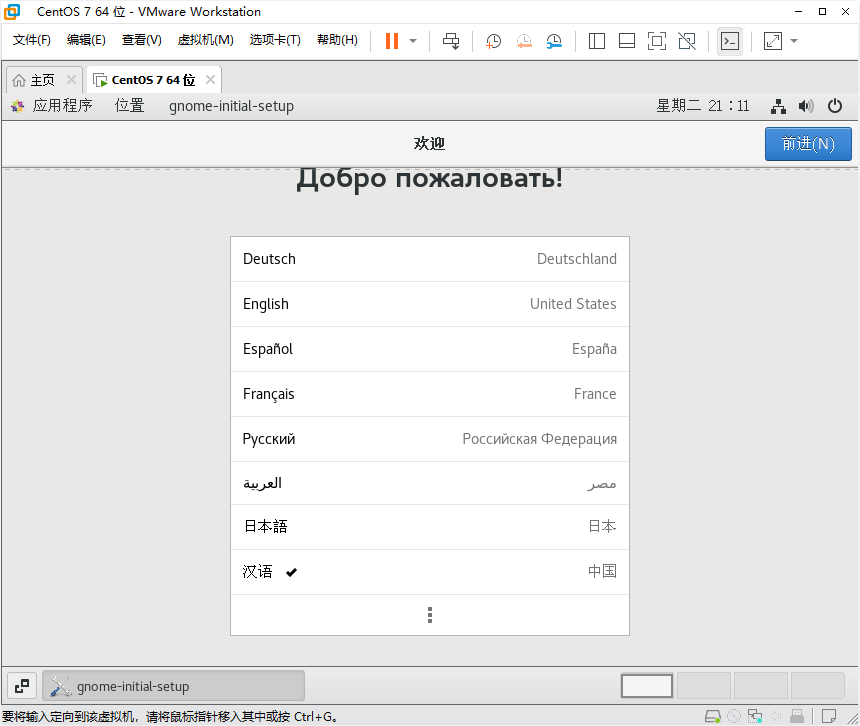 CentOS 7 64 位 - VMware Workstation
文件(F) 编辑(E) 查看(V) 虚拟机(M) 选项卡(T) 帮助(H)
主页 CentOS 7 64 位
应用程序 位置 gnome-initial-setup 星期二 21：11
欢迎 前进(N)
Добро пожаловать!
Deutsch Deutschland
English United States
Español España
Français France
Русский Российская Федерация
العربية مصر
日本語 日本
汉语 中国
gnome-initial-setup
要将输入定向到该虚拟机，请将鼠标指针移入其中或按 Ctrl+G。